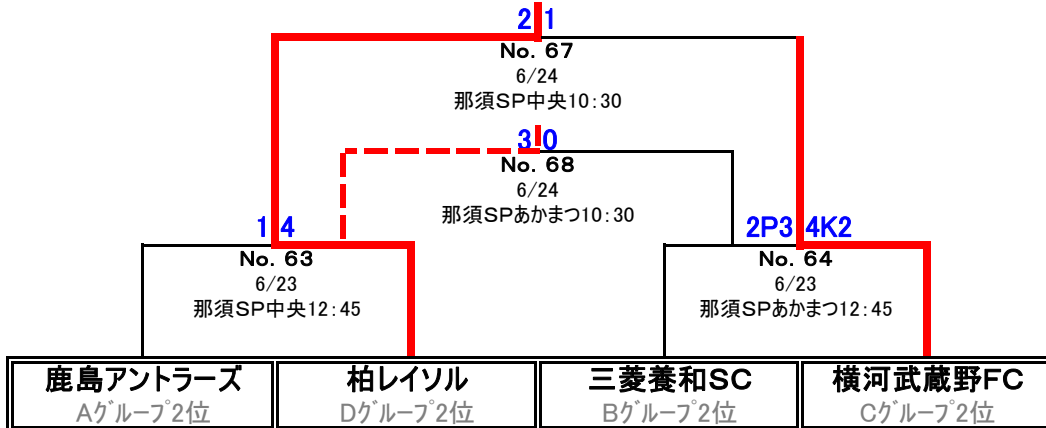 2 1
No. 67
6/24
那須SP中央10:30
3 0
No. 68
6/24
那須SPあかまつ10:30
1 4
No. 63
6/23
那須SP中央12:45
2P3 4K2
No. 64
6/23
那須SPあかまつ12:45
鹿島アントラーズ
Aグループ2位
柏レイソル
Dグループ2位
三菱養和SC
Bグループ2位
横河武蔵野FC
Cグループ2位